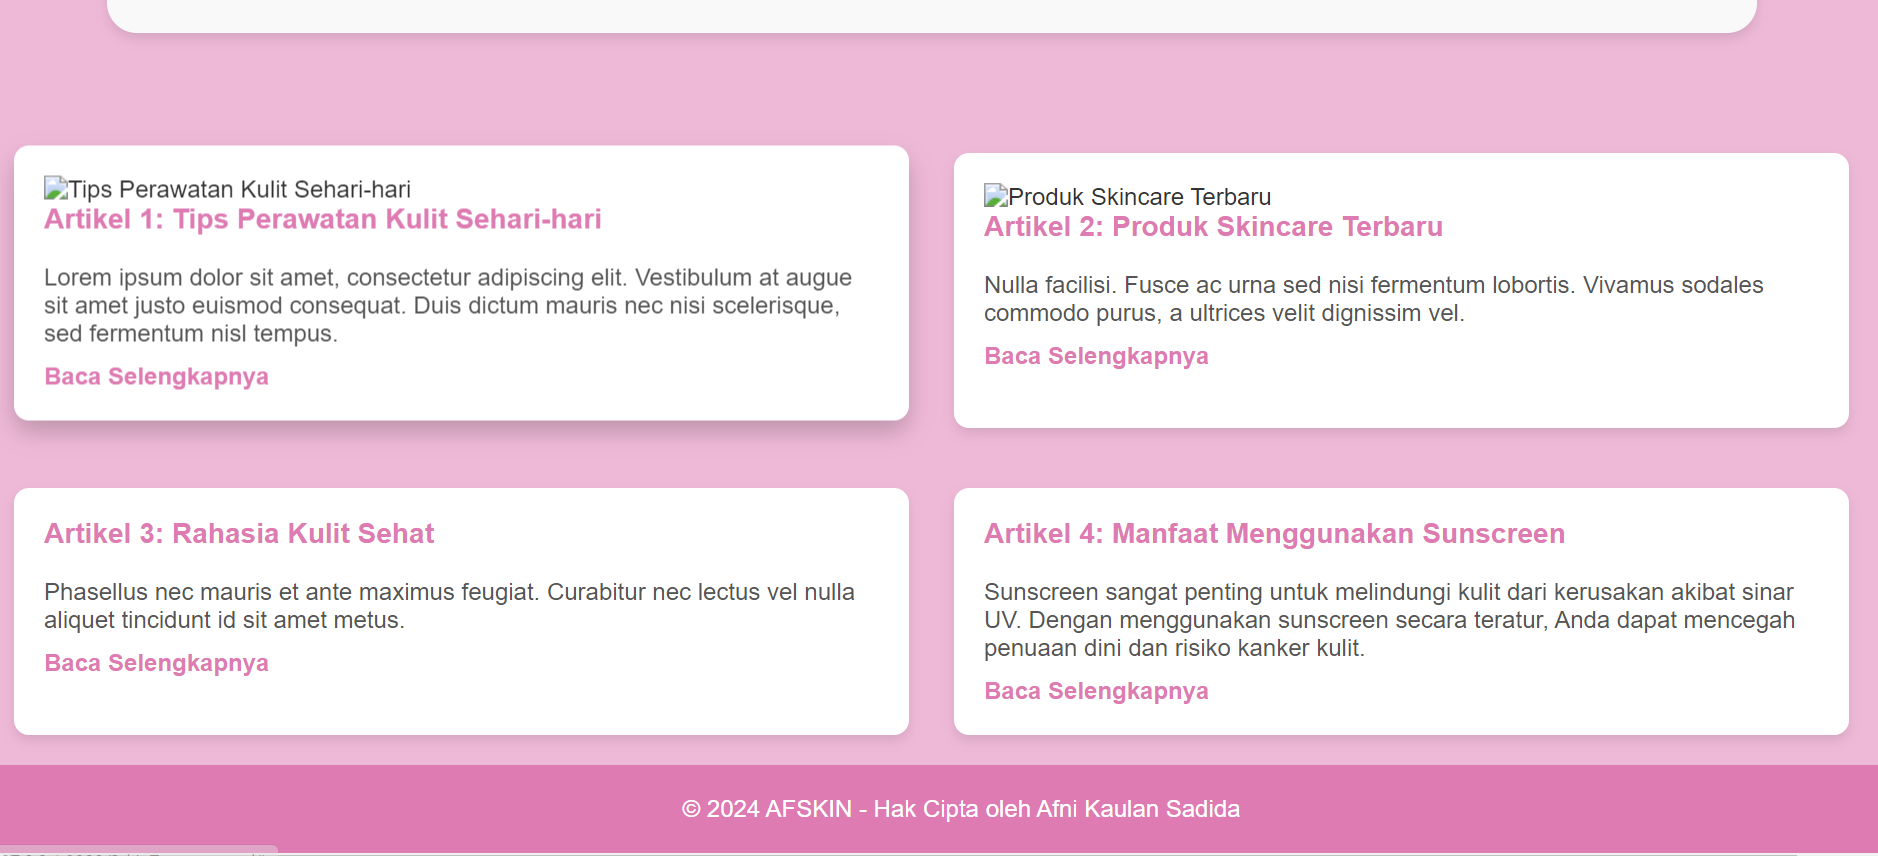 Tips Perawatan Kulit Sehari-hari
Artikel 1: Tips Perawatan Kulit Sehari-hari
Lorem ipsum dolor sit amet, consectetur adipiscing elit. Vestibulum at augue
sit amet justo euismod consequat. Duis dictum mauris nec nisi scelerisque,
sed fermentum nisl tempus.
Baca Selengkapnya
Produk Skincare Terbaru
Artikel 2: Produk Skincare Terbaru
Nulla facilisi. Fusce ac urna sed nisi fermentum lobortis. Vivamus sodales
commodo purus, a ultrices velit dignissim vel.
Baca Selengkapnya
Artikel 3: Rahasia Kulit Sehat
Phasellus nec mauris et ante maximus feugiat. Curabitur nec lectus vel nulla
aliquet tincidunt id sit amet metus.
Baca Selengkapnya
Artikel 4: Manfaat Menggunakan Sunscreen
Sunscreen sangat penting untuk melindungi kulit dari kerusakan akibat sinar
UV. Dengan menggunakan sunscreen secara teratur, Anda dapat mencegah
penuaan dini dan risiko kanker kulit.
Baca Selengkapnya
© 2024 AFSKIN - Hak Cipta oleh Afni Kaulan Sadida